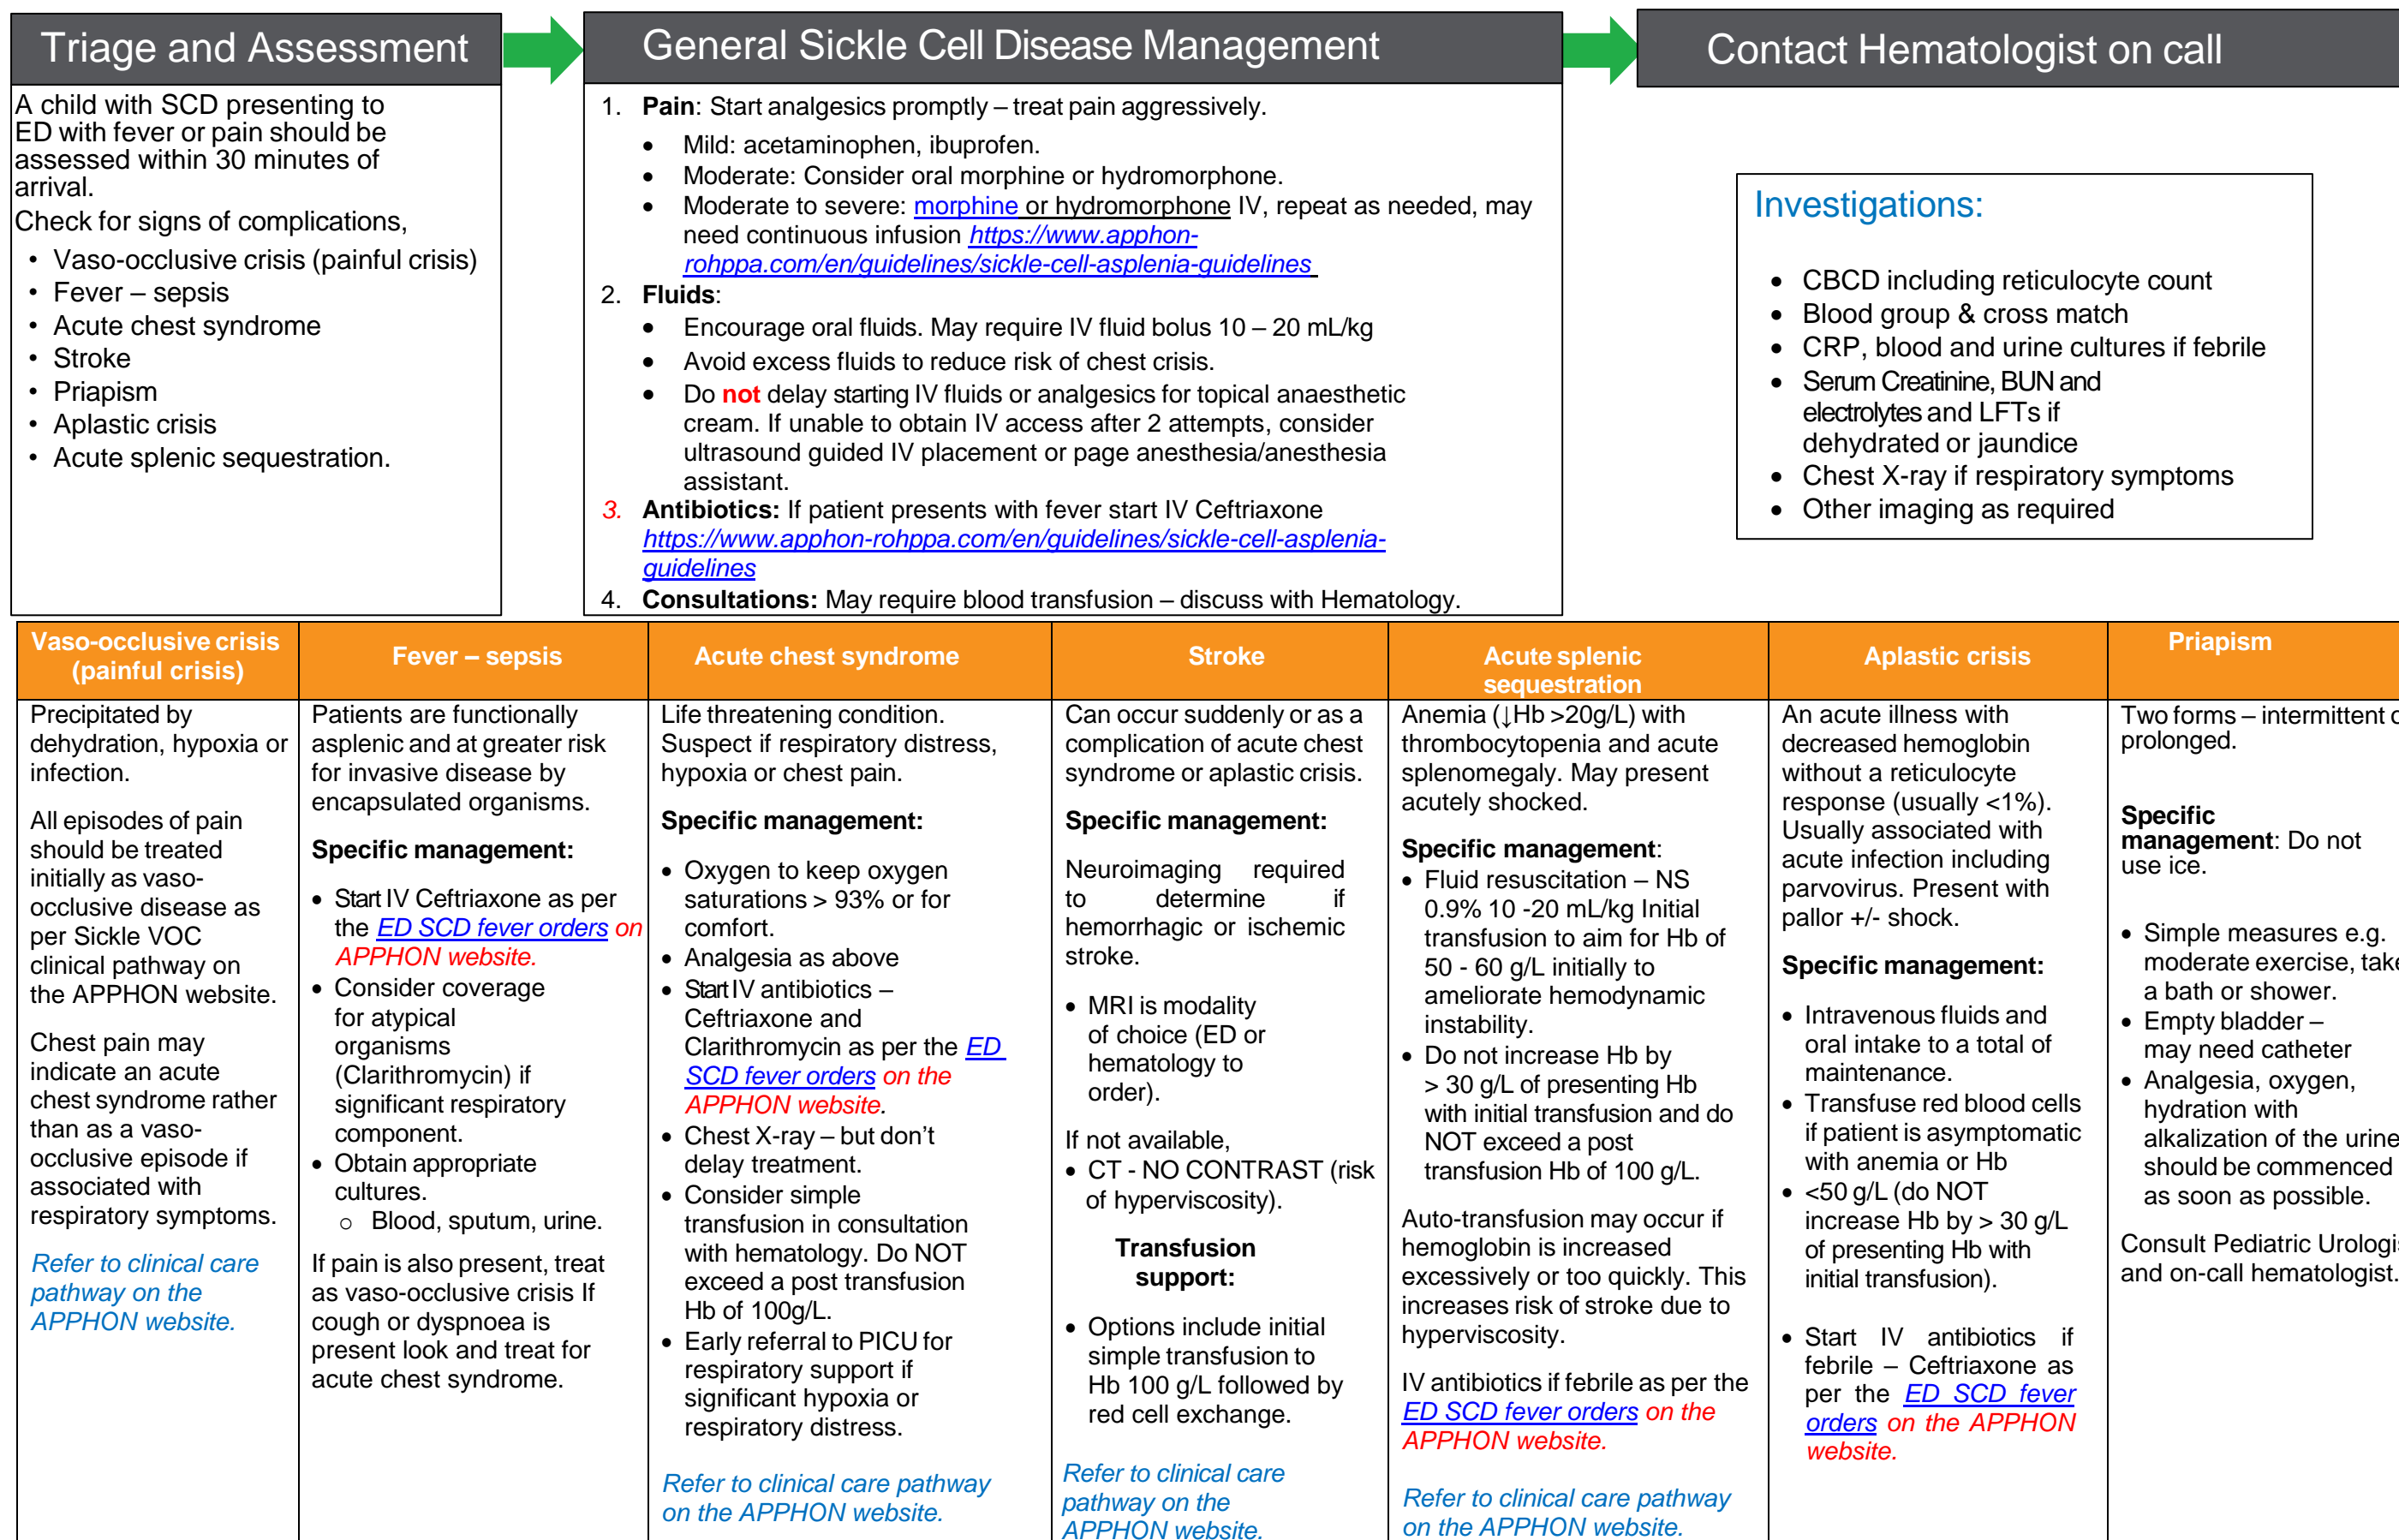 Triage and Assessment
General Sickle Cell Disease Management
Contact Hematologist on call
A child with SCD presenting to
ED with fever or pain should be
assessed within 30 minutes of
arrival.
Check for signs of complications,
• Vaso-occlusive crisis (painful crisis)
• Fever – sepsis
• Acute chest syndrome
• Stroke
• Priapism
• Aplastic crisis
• Acute splenic sequestration.
1. Pain: Start analgesics promptly – treat pain aggressively.
• Mild: acetaminophen, ibuprofen.
• Moderate: Consider oral morphine or hydromorphone.
• Moderate to severe: morphine or hydromorphone IV, repeat as needed, may
need continuous infusion https://www.apphon-
rohppa.com/en/guidelines/sickle-cell-asplenia-guidelines
2. Fluids:
• Encourage oral fluids. May require IV fluid bolus 10 – 20 mL/kg
• Avoid excess fluids to reduce risk of chest crisis.
• Do not delay starting IV fluids or analgesics for topical anaesthetic
cream. If unable to obtain IV access after 2 attempts, consider
ultrasound guided IV placement or page anesthesia/anesthesia
assistant.
3. Antibiotics: If patient presents with fever start IV Ceftriaxone
https://www.apphon-rohppa.com/en/guidelines/sickle-cell-asplenia-
guidelines
4. Consultations: May require blood transfusion – discuss with Hematology.
Investigations:
• CBCD including reticulocyte count
• Blood group & cross match
• CRP, blood and urine cultures if febrile
• Serum Creatinine, BUN and
electrolytes and LFTs if
dehydrated or jaundice
• Chest X-ray if respiratory symptoms
• Other imaging as required
Vaso-occlusive crisis
(painful crisis)
Precipitated by
dehydration, hypoxia or
infection.
All episodes of pain
should be treated
initially as vaso-
occlusive disease as
per Sickle VOC
clinical pathway on
the APPHON website.
Chest pain may
indicate an acute
chest syndrome rather
than as a vaso-
occlusive episode if
associated with
respiratory symptoms.
Refer to clinical care
pathway on the
APPHON website.
Fever – sepsis
Patients are functionally
asplenic and at greater risk
for invasive disease by
encapsulated organisms.
Specific management:
• Start IV Ceftriaxone as per
the ED SCD fever orders on
APPHON website.
• Consider coverage
for atypical
organisms
(Clarithromycin) if
significant respiratory
component.
• Obtain appropriate
cultures.
o Blood, sputum, urine.
If pain is also present, treat
as vaso-occlusive crisis If
cough or dyspnoea is
present look and treat for
acute chest syndrome.
Acute chest syndrome
Life threatening condition.
Suspect if respiratory distress,
hypoxia or chest pain.
Specific management:
• Oxygen to keep oxygen
saturations > 93% or for
comfort.
• Analgesia as above
• Start IV antibiotics –
Ceftriaxone and
Clarithromycin as per the ED
SCD fever orders on the
APPHON website.
• Chest X-ray – but don’t
delay treatment.
• Consider simple
transfusion in consultation
with hematology. Do NOT
exceed a post transfusion
Hb of 100g/L.
• Early referral to PICU for
respiratory support if
significant hypoxia or
respiratory distress.
Refer to clinical care pathway
on the APPHON website.
Stroke
Can occur suddenly or as a
complication of acute chest
syndrome or aplastic crisis.
Specific management:
Neuroimaging required
to determine if
hemorrhagic or ischemic
stroke.
• MRI is modality
of choice (ED or
hematology to
order).
If not available,
• CT - NO CONTRAST (risk
of hyperviscosity).
Transfusion
support:
• Options include initial
simple transfusion to
Hb 100 g/L followed by
red cell exchange.
Refer to clinical care
pathway on the
APPHON website.
Acute splenic
sequestration
Anemia (↓Hb >20g/L) with
thrombocytopenia and acute
splenomegaly. May present
acutely shocked.
Specific management:
• Fluid resuscitation – NS
0.9% 10 -20 mL/kg Initial
transfusion to aim for Hb of
50 - 60 g/L initially to
ameliorate hemodynamic
instability.
• Do not increase Hb by
> 30 g/L of presenting Hb
with initial transfusion and do
NOT exceed a post
transfusion Hb of 100 g/L.
Auto-transfusion may occur if
hemoglobin is increased
excessively or too quickly. This
increases risk of stroke due to
hyperviscosity.
IV antibiotics if febrile as per the
ED SCD fever orders on the
APPHON website.
Refer to clinical care pathway
on the APPHON website.
Aplastic crisis
An acute illness with
decreased hemoglobin
without a reticulocyte
response (usually <1%).
Usually associated with
acute infection including
parvovirus. Present with
pallor +/- shock.
Specific management:
• Intravenous fluids and
oral intake to a total of
maintenance.
• Transfuse red blood cells
if patient is asymptomatic
with anemia or Hb
• <50 g/L (do NOT
increase Hb by > 30 g/L
of presenting Hb with
initial transfusion).
• Start IV antibiotics if
febrile – Ceftriaxone as
per the ED SCD fever
orders on the APPHON
website.
Priapism
Two forms – intermittent
prolonged.
Specific
management: Do not
use ice.
• Simple measures e.g.
moderate exercise, take
a bath or shower.
• Empty bladder –
may need catheter
• Analgesia, oxygen,
hydration with
alkalization of the urine
should be commenced
as soon as possible.
Consult Pediatric
and on-call hematologist.